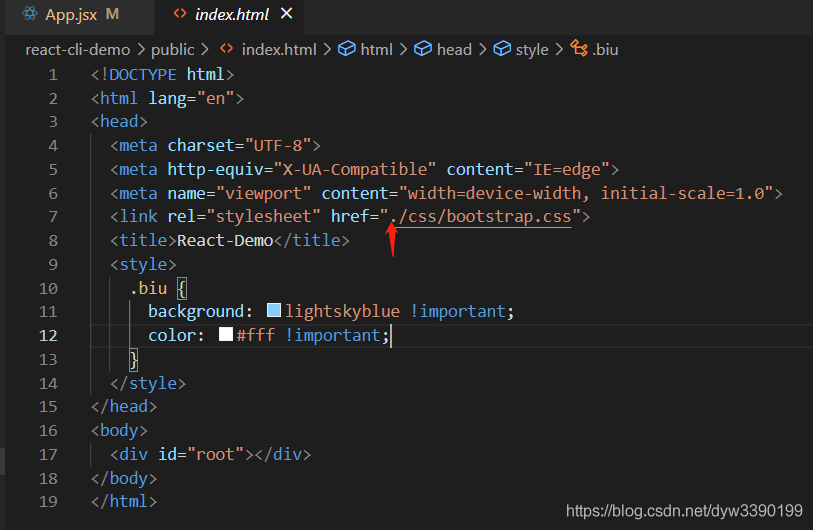 App.jsx M index.html ×
react-cli-demo > public > index.html > html > head > style > .biu
1 <!DOCTYPE html>
2 <html lang="en">
3 <head>
4 <meta charset="UTF-8">
5 <meta http-equiv="X-UA-Compatible" content="IE=edge">
6 <meta name="viewport" content="width=device-width, initial-scale=1.0">
7 <link rel="stylesheet" href="./css/bootstrap.css">
8 <title>React-Demo</title>
9 <style>
10 .biu {
11 background: lightskyblue !important;
12 color: #fff !important;
13 }
14 </style>
15 </head>
16 <body>
17 <div id="root"></div>
18 </body>
19 </html>
https://blog.csdn.net/dyw3390199